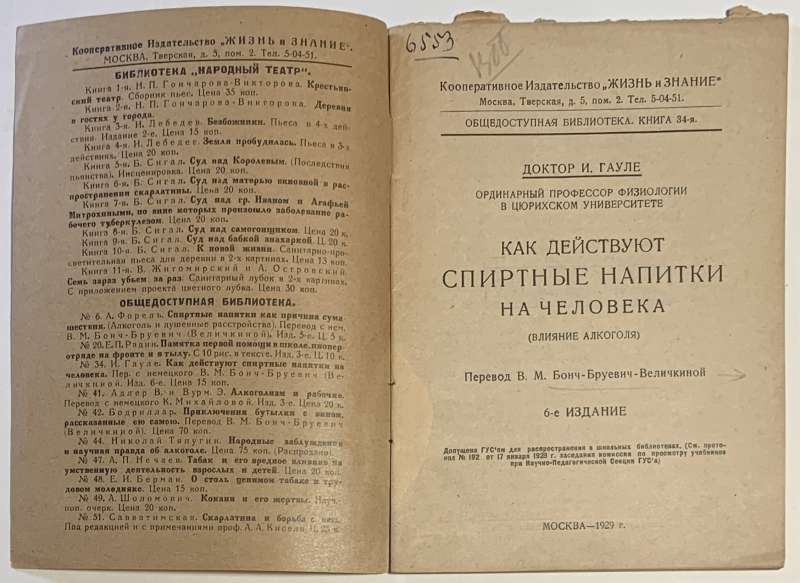 Кооперативное Издательство „ЖИЗНЬ и ЗНАНИЕ".
МОСКВА, Тверская, д. 5, пом. 2. Тел. 5-04-51.
БИБЛИОТЕКА „НАРОДНЫЙ ТЕАТР".
Книга 1-я. Н. П. Гончарова-Викторова. Крестьян-
ский театр. Сборник пьес. Цена 35 коп.
Книга 2-я. Н. П. Гончарова-Викторова. Деревня
в гостях у города.
Книга 3-я. И. Лебедев. Безбожники. Пьеса в 4-х дей-
ствиях. Издание 2-е. Цена 15 коп.
Книга 4-я. И. Лебедев. Земля пробудилась. Пьеса в 3-х
действиях. Цена 20 коп.
Книга 5-я. Б. Сигал. Суд над Королевым. (Последствия
пьянства). Инсценировка. Цена 20 коп.
Книга 6-я. Б. Сигал. Суд над матерью виновной в рас-
пространении скарлатины. Цена 20 коп.
Книга 7-я. Б. Сигал. Суд над гр. Иваном и Агафьей
Митрохиными, по вине которых произошло заболевание ра-
бочего туберкулезом. Цена 20 коп.
Книга 8-я. Б. Сигал. Суд над самогонщиком. Цена 20 к.
Книга 9-я. Б. Сигал. Суд над бабкой знахаркой. Ц. 20 к.
Книга 10-я. Б. Сигал. К новой жизни. Санитарно-про-
светительная пьеса для деревни в 2-х картинах. Цена 13 коп.
Книга 11-я. В. Жигомирский и А. Островский.
Семь зараз убьем за раз. Санитарный лубок в 2-х картинах.
С приложением проекта цветного лубка. Цена 30 коп.
ОБЩЕДОСТУПНАЯ БИБЛИОТЕКА.
№ 6. А. Форель. Спиртные напитки как причина сума-
шествия. (Алкоголь и душевные расстройства). Перевод с нем.
В. М. Бонч-Бруевич (Величкиной). Изд. 5-е. Ц. 5 к.
№ 20. Е. П. Радин. Памятка первой помощи в школе, пионер-
отряде на фронте и в тылу. С 10 рис. в тексте. Изд. 3-е. Ц. 10 к.
№ 34. И. Гауле. Как действуют спиртные напитки на
человека. Пер. с немецкого В. М. Бонч-Бруевич (Ве-
личкиной. Изд. 6-е. Цена 15 коп.
№ 41. Адлер В. и Вурм Э. Алкоголизм и рабочие.
Перевод с немецкого К. Михайловой. Изд. 3-е. Цена 20 к.
№ 42. Бодриллар. Приключения бутылки с вином,
рассказанные ею самою. Перевод В. М. Бонч-Бруевич
(Величкиной). Цена 70 коп.
№ 44. Николай Тяпугин. Народные заблуждения
и научная правда об алкоголе. Цена 75 коп. (Распродано).
№ 47. А. П. Нечаев. Табак и его вредное влияние на
умственную деятельность взрослых и детей. Цена 20 коп.
№ 48. Е. И. Берман. О столь ценимом табаке и тру-
довом молодняке. Цена 15 коп.
№ 49. А. Шоломович. Кокаин и его жертвы. Науч.-
поп. очерк. Цена 20 коп.
№ 51. Савватимская. Скарлатина и борьба с нею.
Под редакцией и с примечаниями проф. А. А. Киселя. Ц. 25 к.
6553
Кооперативное Издательство „ЖИЗНЬ и ЗНАНИЕ"
Москва, Тверская, д. 5, пом. 2. Тел. 5-04-51.
ОБЩЕДОСТУПНАЯ БИБЛИОТЕКА. КНИГА 34-я.
ДОКТОР И. ГАУЛЕ
ОРДИНАРНЫЙ ПРОФЕССОР ФИЗИОЛОГИИ
В ЦЮРИХСКОМ УНИВЕРСИТЕТЕ
КАК ДЕЙСТВУЮТ
СПИРТНЫЕ НАПИТКИ
НА ЧЕЛОВЕКА
(ВЛИЯНИЕ АЛКОГОЛЯ)
Перевод В. М. Бонч-Бруевич-Величкиной
6-е ИЗДАНИЕ
Допущена ГУС'ом для распространения в школьных библиотеках, (См. прото-
кол № 192 от 17 января 1928 г. заседания комиссии по просмотру учебников
при Научно-Педагогической Секции ГУС'а)
МОСКВА—1929 г.